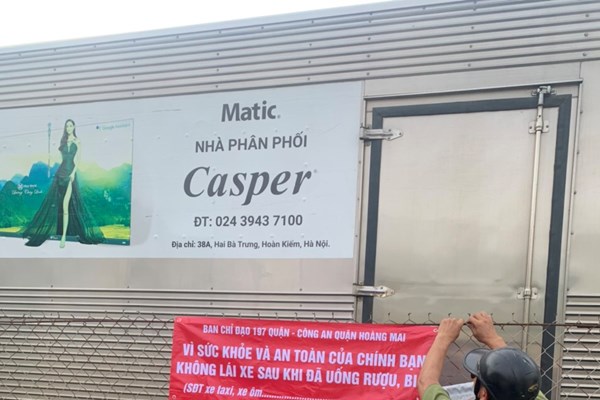 Matic
NHÀ PHÂN PHỐI
Casper
ĐT: 024 3943 7100
Địa chỉ: 38A, Hai Bà Trưng, Hoàn Kiếm, Hà Nội.
BAN CHỈ ĐẠO 197 QUẬN - CÔNG AN QUẬN HOÀNG MAI
VÌ SỨC KHỎE VÀ AN TOÀN CỦA CHÍNH BẠN
KHÔNG LÁI XE SAU KHI ĐÃ UỐNG RƯỢU, BI
(SĐT xe taxi, xe ôm